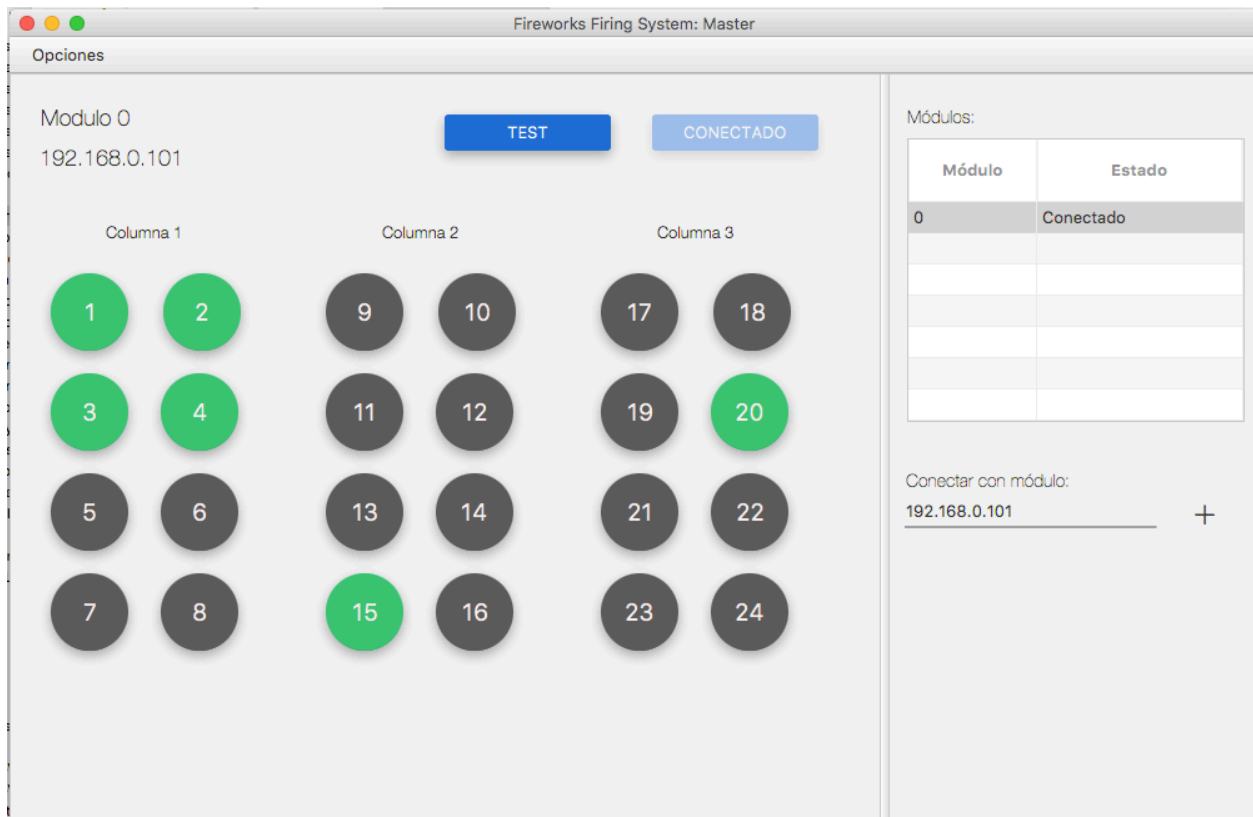 Fireworks Firing System: Master
Opciones
Modulo 0
192.168.0.101
TEST
CONECTADO
Columna 1
Columna 2
Columna 3
1 2 9 10 17 18
3 4 11 12 19 20
5 6 13 14 21 22
7 8 15 16 23 24
Módulos:
Módulo Estado
0 Conectado
Conectar con módulo:
192.168.0.101 +